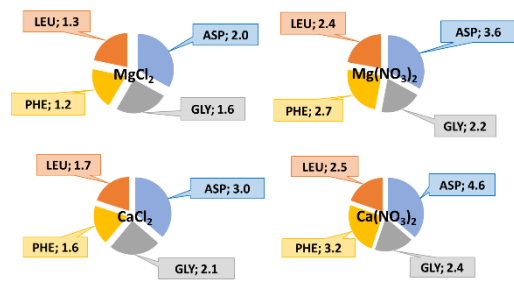 LEU; 1.3
ASP; 2.0
MgCl₂
PHE; 1.2
GLY; 1.6
LEU; 2.4
ASP; 3.6
Mg(NO₃)₂
PHE; 2.7
GLY; 2.2
LEU; 1.7
ASP; 3.0
CaCl₂
PHE; 1.6
GLY; 2.1
LEU; 2.5
ASP; 4.6
Ca(NO₃)₂
PHE; 3.2
GLY; 2.4